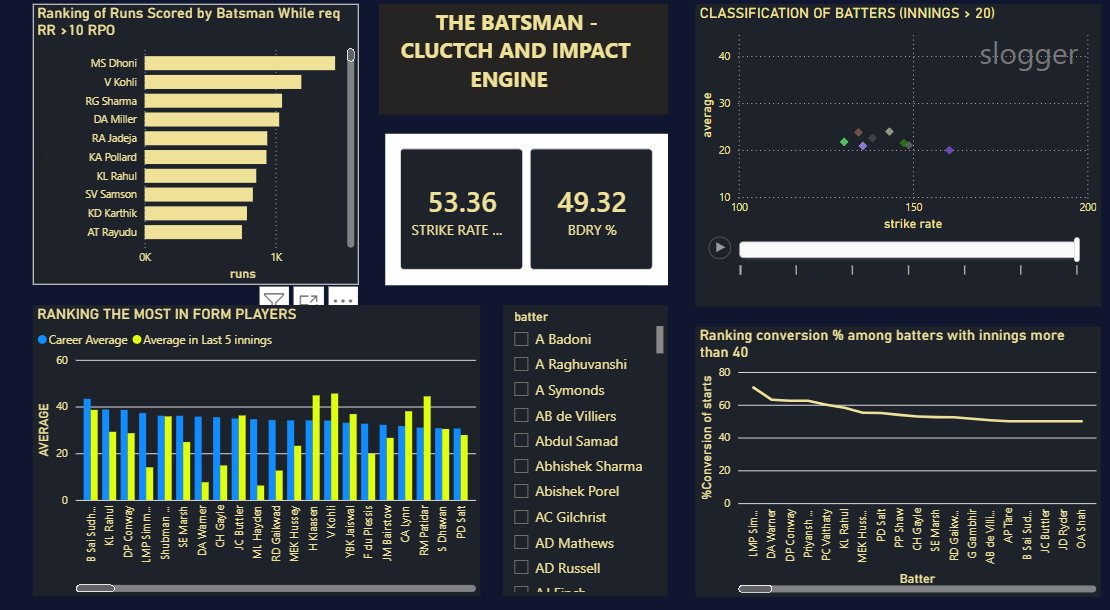 Ranking of Runs Scored by Batsman While req
RR >10 RPO
MS Dhoni
V Kohli
RG Sharma
DA Miller
RA Jadeja
KA Pollard
KL Rahul
SV Samson
KD Karthik
AT Rayudu
0K
1K
runs
THE BATSMAN -
CLUCTCH AND IMPACT
ENGINE
53.36
STRIKE RATE ...
49.32
BDRY %
CLASSIFICATION OF BATTERS (INNINGS > 20)
slogger
average
40
30
20
10
100
150
200
strike rate
RANKING THE MOST IN FORM PLAYERS
Career Average
Average in Last 5 innings
AVERAGE
60
40
20
0
B Sai Sudh...
KL Rahul
DP Conway
LMP Simm...
Shubman ...
SE Marsh
DA Warner
CH Gayle
JC Buttler
ML Hayden
RD Gaikwad
MEK Hussey
H Klaasen
V Kohli
YBK Jaiswal
F du Plessis
JM Bairstow
CA Lynn
RM Patidar
S Dhawan
PD Salt
batter
A Badoni
A Raghuvanshi
A Symonds
AB de Villiers
Abdul Samad
Abhishek Sharma
Abishek Porel
AC Gilchrist
AD Mathews
AD Russell
Ranking conversion % among batters with innings more
than 40
%Conversion of starts
80
60
40
20
0
LMP Sim...
DA Warner
DP Conway
Priyansh ...
PC Valthaty
KL Rahul
MEK Huss...
PD Salt
PP Shaw
CH Gayle
SE Marsh
RD Gaikw...
G Gambhir
AB de Villi...
AP Tare
B Sai Sud...
JC Buttler
JD Ryder
OA Shah
Batter